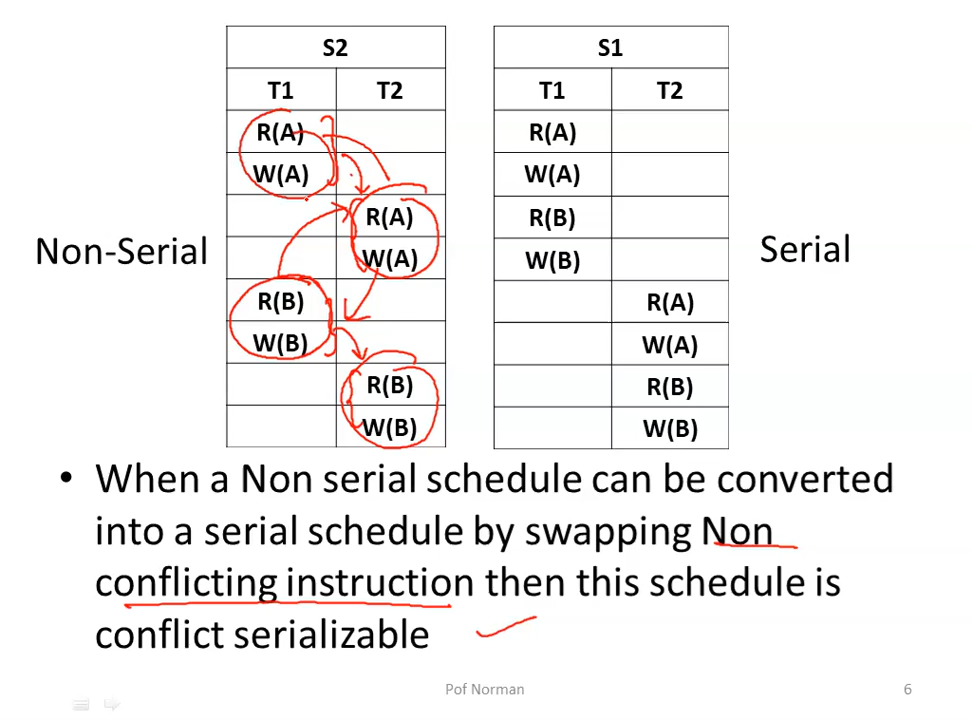 S2 S1
T1 T2 T1 T2
R(A) R(A)
W(A) W(A)
R(A) R(B)
Non-Serial Serial
W(A) W(B)
R(B) R(A)
W(B) W(A)
R(B) R(B)
W(B) W(B)
• When a Non serial schedule can be converted
into a serial schedule by swapping Non
conflicting instruction then this schedule is
conflict serializable
Pof Norman 6